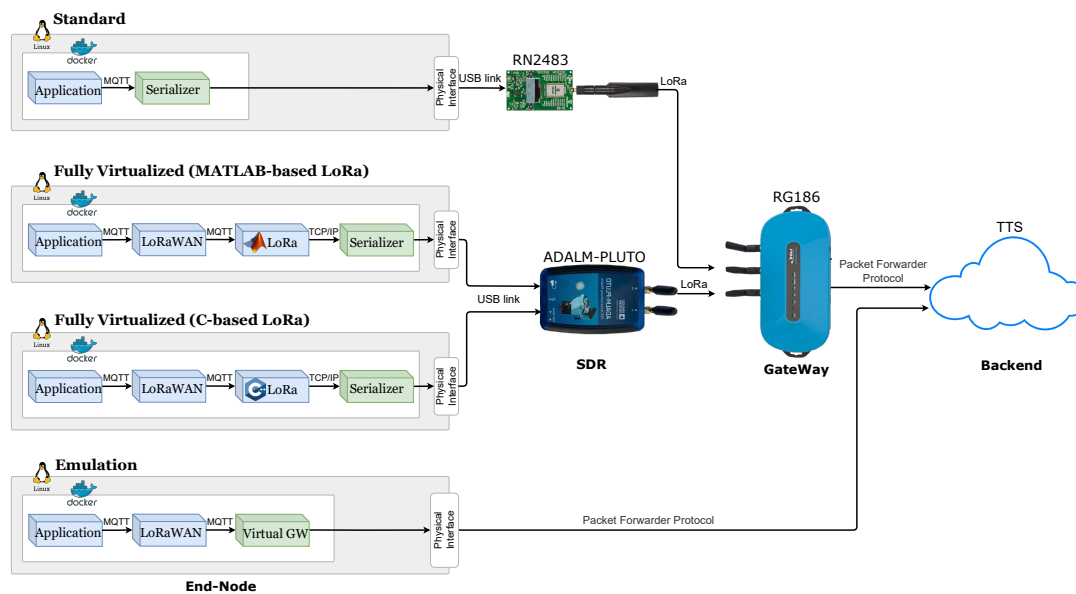 Standard
Linux
docker
Application
MQTT
Serializer
Physical
Interface
USB link
RN2483
LoRa
Fully Virtualized (MATLAB-based LoRa)
Linux
docker
Application
MQTT
LoRaWAN
MQTT
LoRa
TCP/IP
Serializer
Physical
Interface
USB link
ADALM-PLUTO
SDR
LoRa
RG186
GateWay
Packet Forwarder
Protocol
TTS
Backend
Fully Virtualized (C-based LoRa)
Linux
docker
Application
MQTT
LoRaWAN
MQTT
LoRa
TCP/IP
Serializer
Physical
Interface
Emulation
Linux
docker
Application
MQTT
LoRaWAN
MQTT
Virtual GW
Physical
Interface
Packet Forwarder Protocol
End-Node